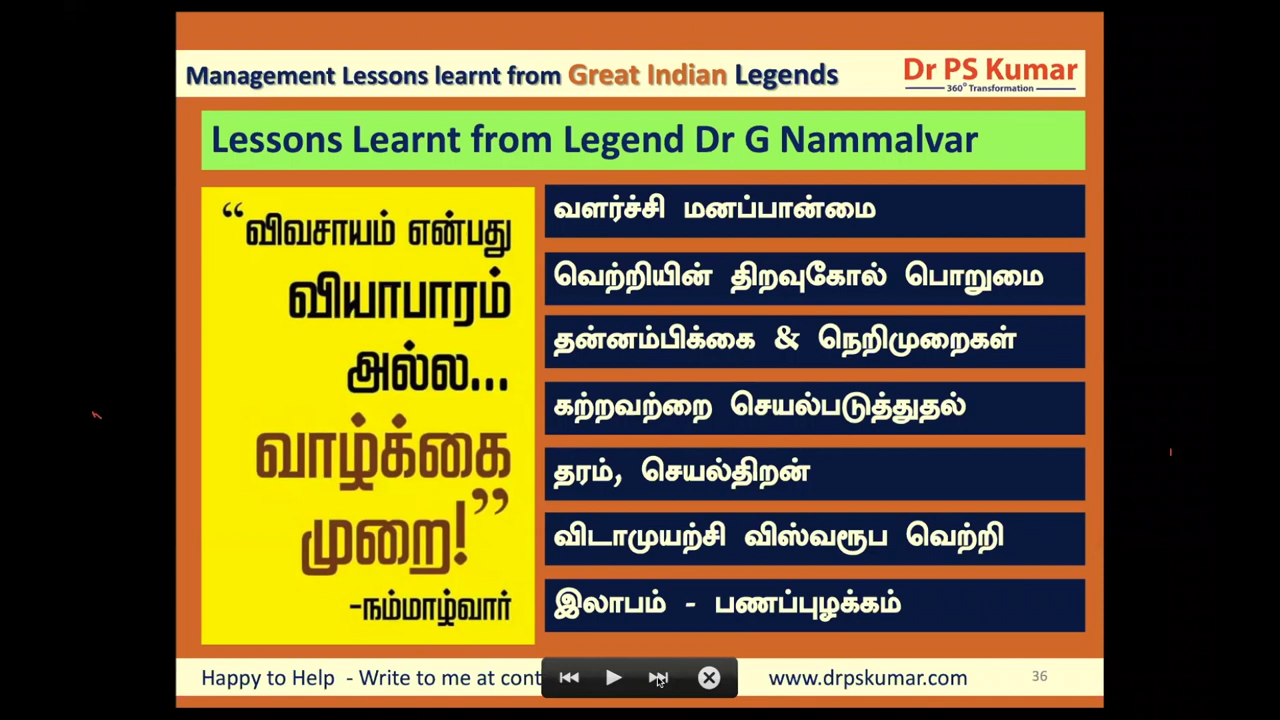 Management Lessons learnt from Great Indian Legends
Dr PS Kumar
360° Transformation
Lessons Learnt from Legend Dr G Nammalvar
“விவசாயம் என்பது
வியாபாரம்
அல்ல...
வாழ்க்கை
முறை!”
-நம்மாழ்வார்
வளர்ச்சி மனப்பான்மை
வெற்றியின் திறவுகோல் பொறுமை
தன்னம்பிக்கை & நெறிமுறைகள்
கற்றவற்றை செயல்படுத்துதல்
தரம், செயல்திறன்
விடாமுயற்சி விஸ்வரூப வெற்றி
இலாபம் - பணப்புழக்கம்
Happy to Help - Write to me at cont
www.drpskumar.com
36